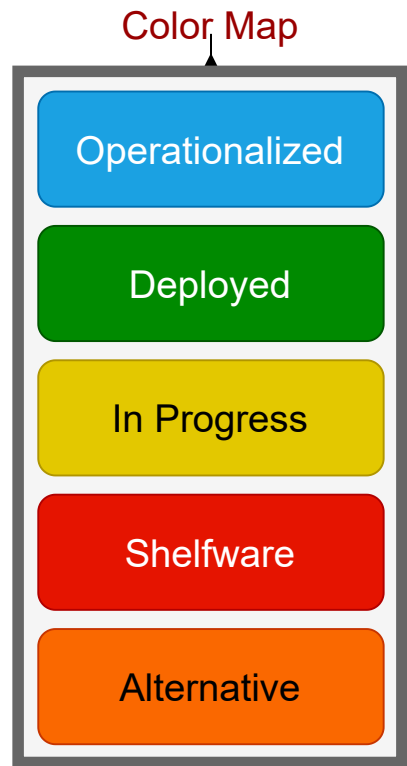 Color Map
Operationalized
Deployed
In Progress
Shelfware
Alternative